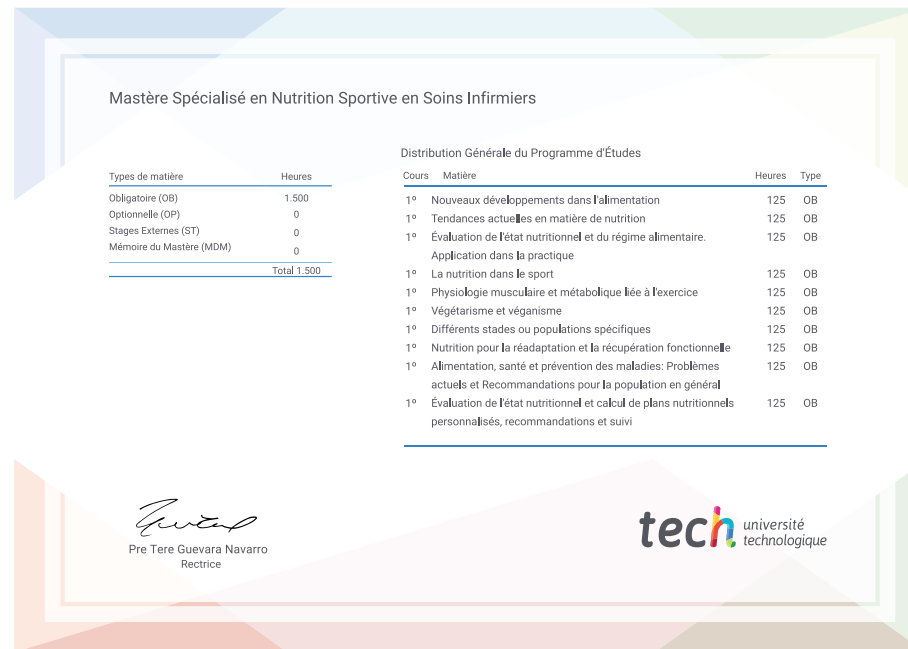 Mastère Spécialisé en Nutrition Sportive en Soins Infirmiers
Types de matière Heures
Obligatoire (OB) 1.500
Optionnelle (OP) 0
Stages Externes (ST) 0
Mémoire du Mastère (MDM) 0
Total 1.500
Distribution Générale du Programme d'Études
Cours Matière Heures Type
1º Nouveaux développements dans l'alimentation 125 OB
1º Tendances actuelles en matière de nutrition 125 OB
1º Évaluation de l'état nutritionnel et du régime alimentaire. 125 OB
Application dans la practique
1º La nutrition dans le sport 125 OB
1º Physiologie musculaire et métabolique liée à l'exercice 125 OB
1º Végétarisme et véganisme 125 OB
1º Différents stades ou populations spécifiques 125 OB
1º Nutrition pour la réadaptation et la récupération fonctionnelle 125 OB
1º Alimentation, santé et prévention des maladies: Problèmes 125 OB
actuels et Recommandations pour la population en général
1º Évaluation de l'état nutritionnel et calcul de plans nutritionnels 125 OB
personnalisés, recommandations et suivi
Pre Tere Guevara Navarro
Rectrice
tech université
technologique